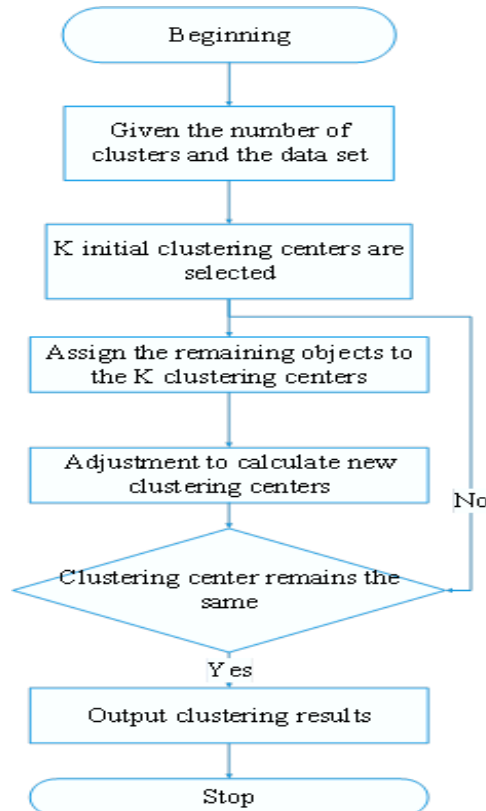 Beginning
Given the number of
clusters and the data set
K initial clustering centers are
selected
Assign the remaining objects to
the K clustering centers
Adjustment to calculate new
clustering centers
No
Clustering center remains the
same
Yes
Output clustering results
Stop